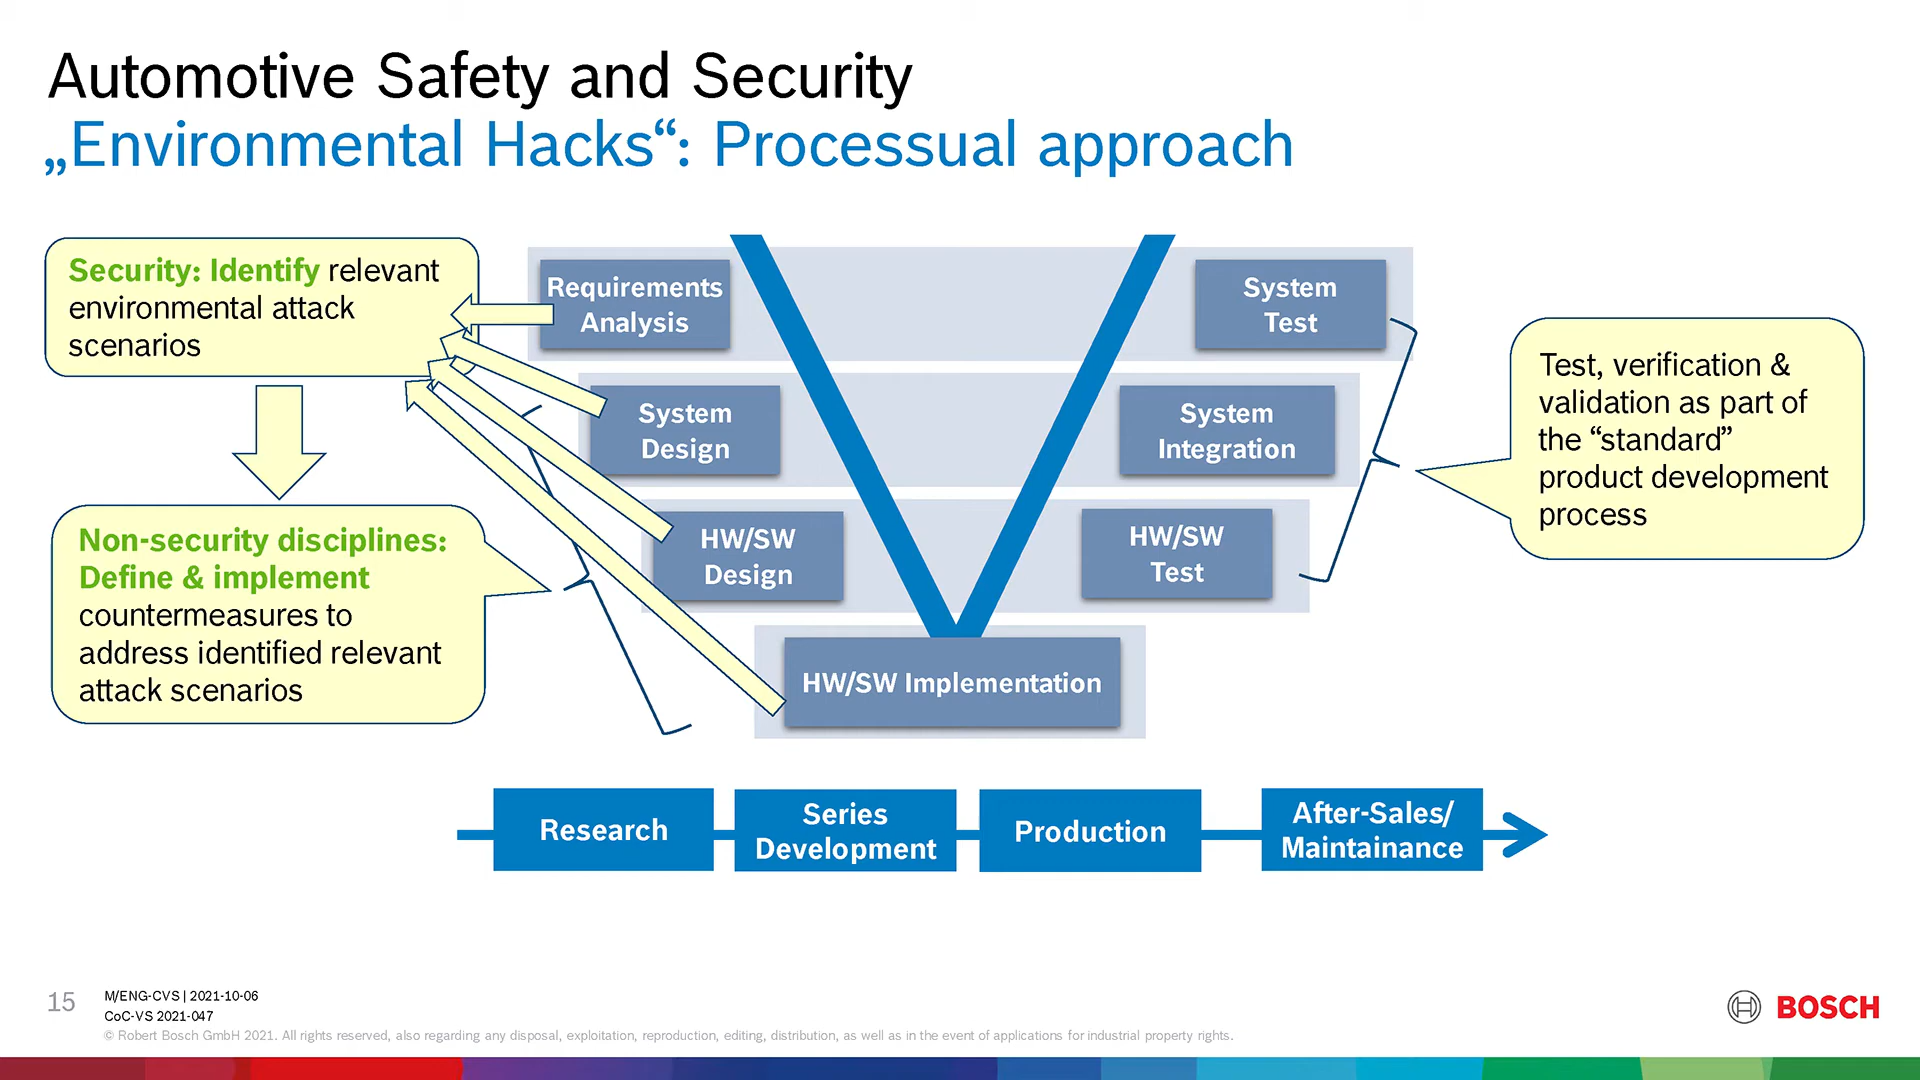 Automotive Safety and Security
„Environmental Hacks“: Processual approach
Security: Identify relevant
environmental attack
scenarios
Non-security disciplines:
Define & implement
countermeasures to
address identified relevant
attack scenarios
Requirements
Analysis
System
Design
HW/SW
Design
HW/SW Implementation
HW/SW
Test
System
Integration
System
Test
Test, verification &
validation as part of
the “standard”
product development
process
Research
Series
Development
Production
After-Sales/
Maintainance
15
M/ENG-CVS | 2021-10-06
CoC-VS 2021-047
© Robert Bosch GmbH 2021. All rights reserved, also regarding any disposal, exploitation, reproduction, editing, distribution, as well as in the event of applications for industrial property rights.
BOSCH